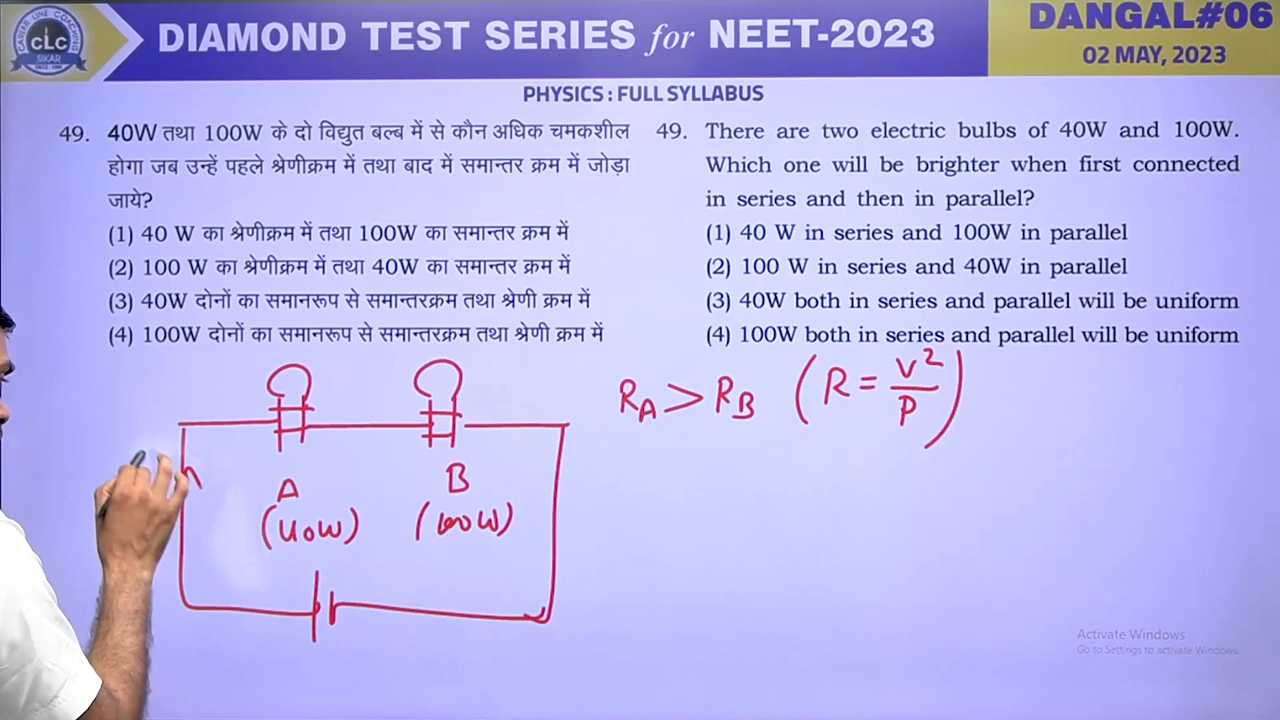 CAREER LINE COACHING
CLC
SIKAR
DIAMOND TEST SERIES for NEET-2023
DANGAL#06
02 MAY, 2023
PHYSICS : FULL SYLLABUS
49. 40W तथा 100W के दो विद्युत बल्ब में से कौन अधिक चमकशील
होगा जब उन्हें पहले श्रेणीक्रम में तथा बाद में समान्तर क्रम में जोड़ा
जाये?
(1) 40 W का श्रेणीक्रम में तथा 100W का समान्तर क्रम में
(2) 100 W का श्रेणीक्रम में तथा 40W का समान्तर क्रम में
(3) 40W दोनों का समानरूप से समान्तरक्रम तथा श्रेणी क्रम में
(4) 100W दोनों का समानरूप से समान्तरक्रम तथा श्रेणी क्रम में
49. There are two electric bulbs of 40W and 100W.
Which one will be brighter when first connected
in series and then in parallel?
(1) 40 W in series and 100W in parallel
(2) 100 W in series and 40W in parallel
(3) 40W both in series and parallel will be uniform
(4) 100W both in series and parallel will be uniform
R_A > R_B (R = V²/P)
A B
(40W) (100W)
Activate Windows
Go to Settings to activate Windows.